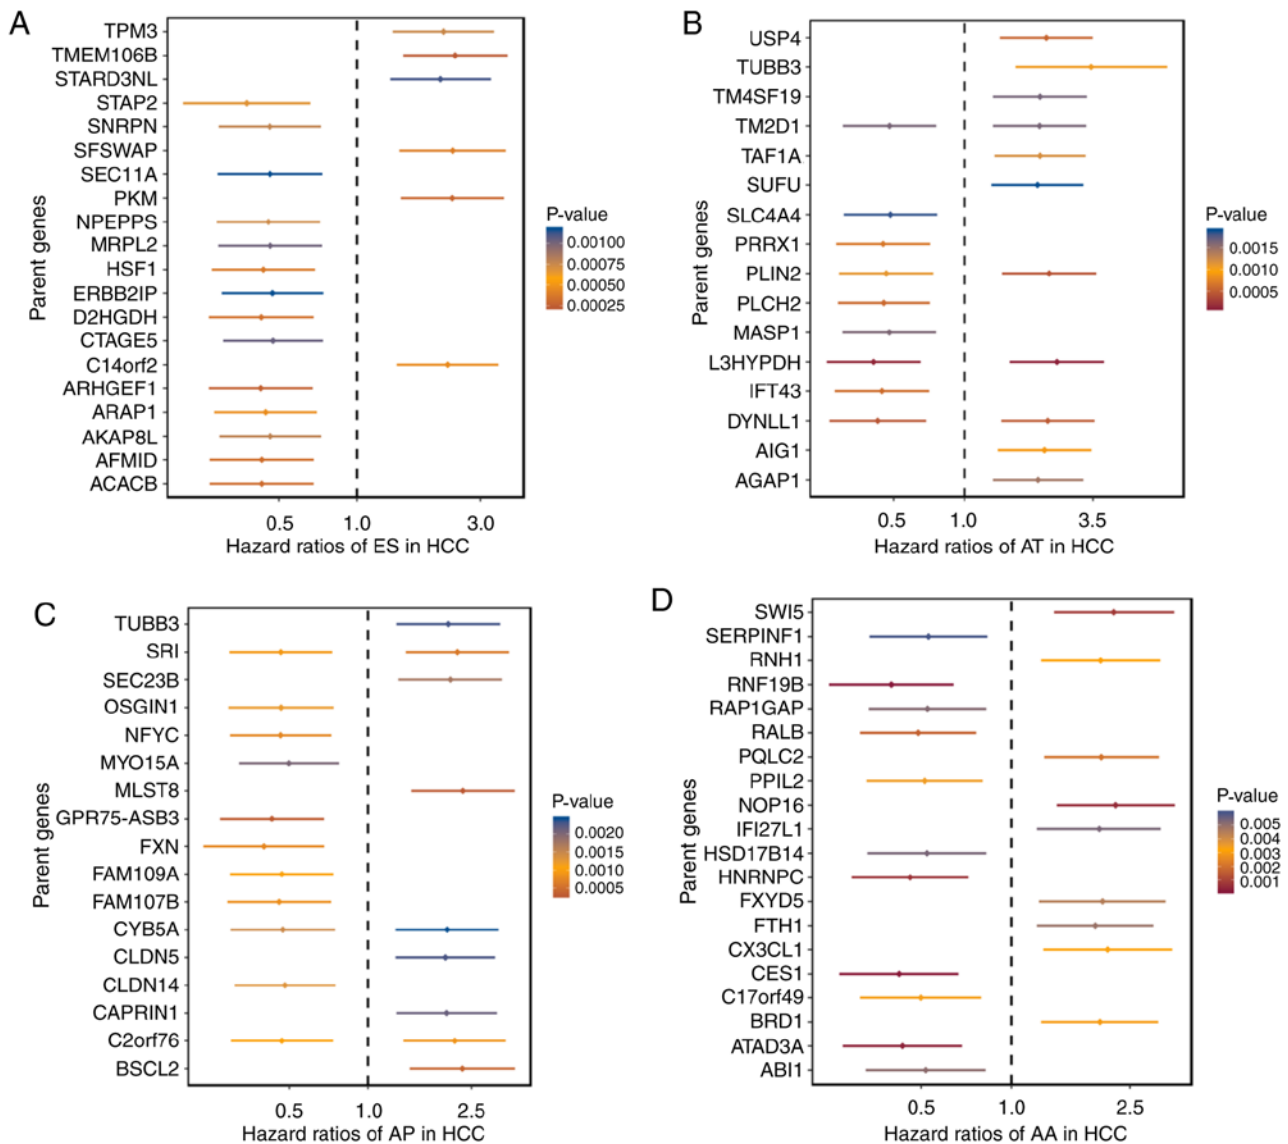 A
TPM3
TMEM106B
STARD3NL
STAP2
SNRPN
SFSWAP
SEC11A
PKM
NPEPPS
MRPL2
HSF1
ERBB2IP
D2HGDH
CTAGE5
C14orf2
ARHGEF1
ARAP1
AKAP8L
AFMID
ACACB
Parent genes
0.5 1.0 3.0
Hazard ratios of ES in HCC
P-value
0.00100
0.00075
0.00050
0.00025
B
USP4
TUBB3
TM4SF19
TM2D1
TAF1A
SUFU
SLC4A4
PRRX1
PLIN2
PLCH2
MASP1
L3HYPDH
IFT43
DYNLL1
AIG1
AGAP1
Parent genes
0.5 1.0 3.5
Hazard ratios of AT in HCC
P-value
0.0015
0.0010
0.0005
C
TUBB3
SRI
SEC23B
OSGIN1
NFYC
MYO15A
MLST8
GPR75-ASB3
FXN
FAM109A
FAM107B
CYB5A
CLDN5
CLDN14
CAPRIN1
C2orf76
BSCL2
Parent genes
0.5 1.0 2.5
Hazard ratios of AP in HCC
P-value
0.0020
0.0015
0.0010
0.0005
D
SWI5
SERPINF1
RNH1
RNF19B
RAP1GAP
RALB
PQLC2
PPIL2
NOP16
IFI27L1
HSD17B14
HNRNPC
FXYD5
FTH1
CX3CL1
CES1
C17orf49
BRD1
ATAD3A
ABI1
Parent genes
0.5 1.0 2.5
Hazard ratios of AA in HCC
P-value
0.005
0.004
0.003
0.002
0.001